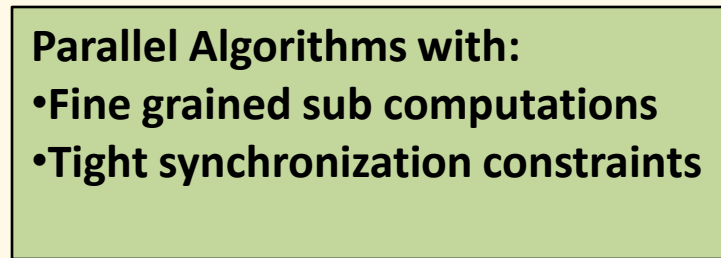 Parallel Algorithms with:
•Fine grained sub computations
•Tight synchronization constraints